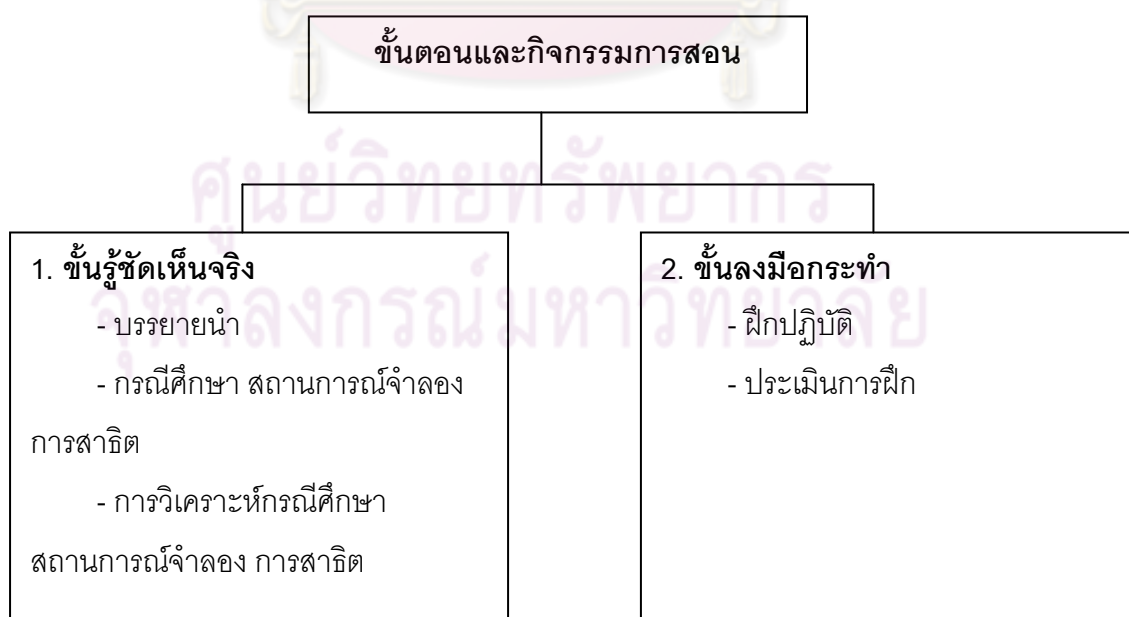 ขั้นตอนและกิจกรรมการสอน
ศูนย์วิทยทรัพยากร
จุฬาลงกรณ์มหาวิทยาลัย
1. ขั้นรู้ชัดเห็นจริง
- บรรยายนำ
- กรณีศึกษา สถานการณ์จำลอง
การสาธิต
- การวิเคราะห์กรณีศึกษา
สถานการณ์จำลอง การสาธิต
2. ขั้นลงมือกระทำ
- ฝึกปฏิบัติ
- ประเมินการฝึก